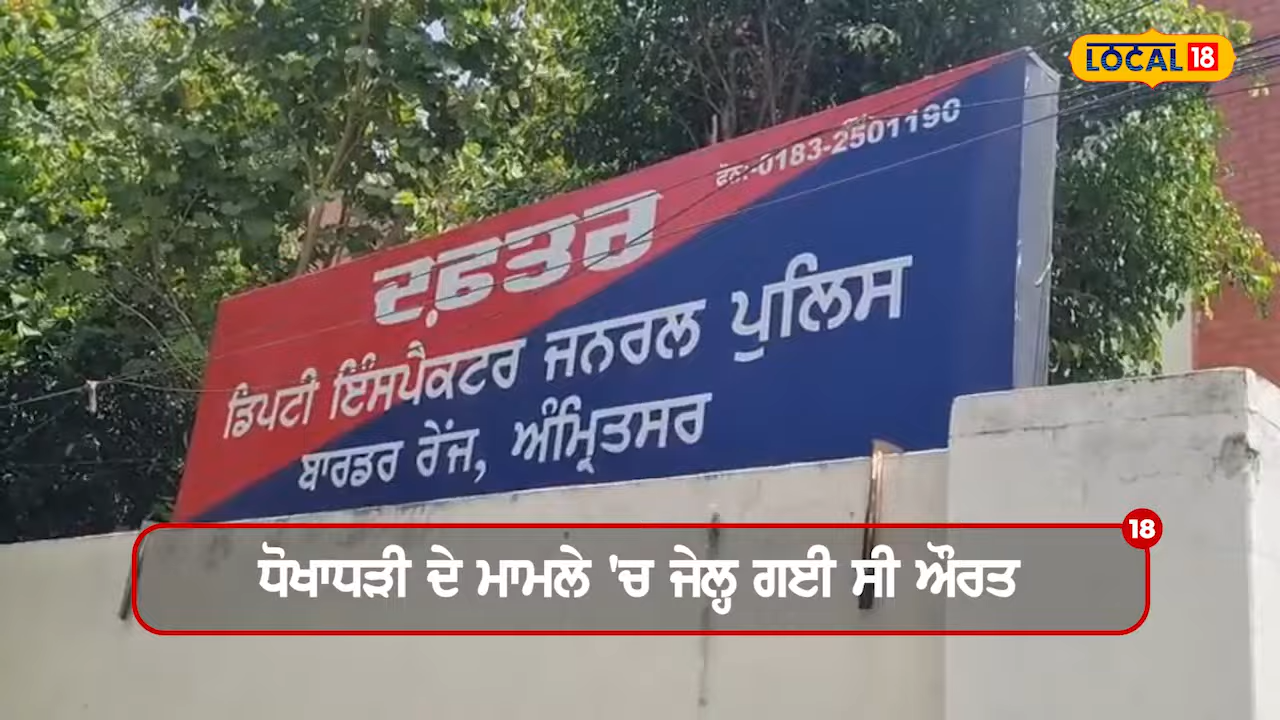 LOCAL 18
ਫੋਨ:-0183-2501190
ਦਫ਼ਤਰ
ਡਿਪਟੀ ਇੰਸਪੈਕਟਰ ਜਨਰਲ ਪੁਲਿਸ
ਬਾਰਡਰ ਰੇਂਜ, ਅੰਮ੍ਰਿਤਸਰ
18
ਧੋਖਾਧੜੀ ਦੇ ਮਾਮਲੇ 'ਚ ਜੇਲ੍ਹ ਗਈ ਸੀ ਔਰਤ